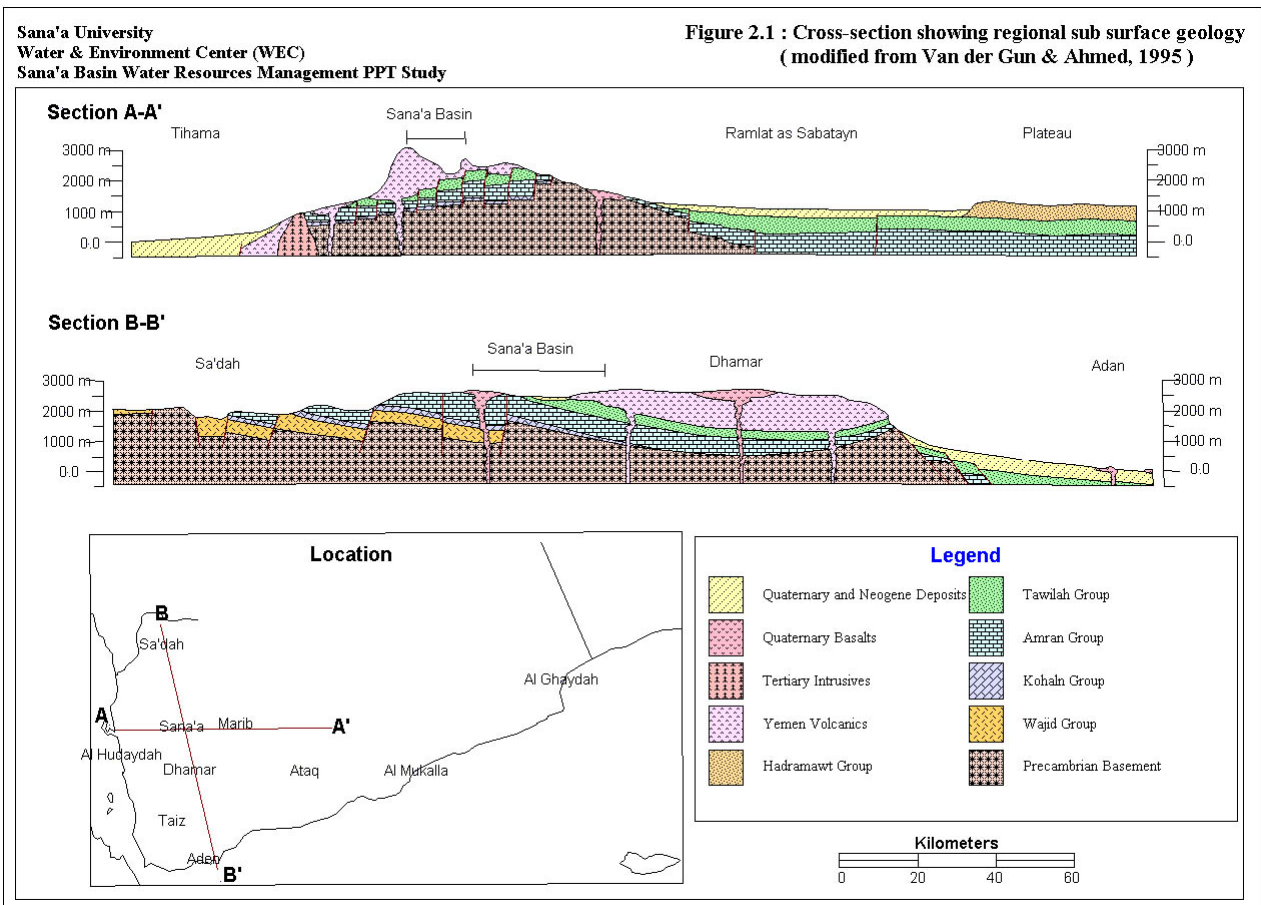 Sana'a University
Water & Environment Center (WEC)
Sana'a Basin Water Resources Management PPT Study
Figure 2.1 : Cross-section showing regional sub surface geology
( modified from Van der Gun & Ahmed, 1995 )
Section A-A'
Tihama
Sana'a Basin
Ramlat as Sabatayn
Plateau
3000 m
2000 m
1000 m
0.0
3000 m
2000 m
1000 m
0.0
Section B-B'
Sa'dah
Sana'a Basin
Dhamar
Adan
3000 m
2000 m
1000 m
0.0
3000 m
2000 m
1000 m
0.0
Location
B
Sa'dah
A
Sana'a
Marib
A'
Al Hudaydah
Dhamar
Ataq
Al Mukalla
Al Ghaydah
Taiz
Aden
B'
Legend
Quaternary and Neogene Deposits
Quaternary Basalts
Tertiary Intrusives
Yemen Volcanics
Hadramawt Group
Tawilah Group
Amran Group
Kohaln Group
Wajid Group
Precambrian Basement
Kilometers
0 20 40 60